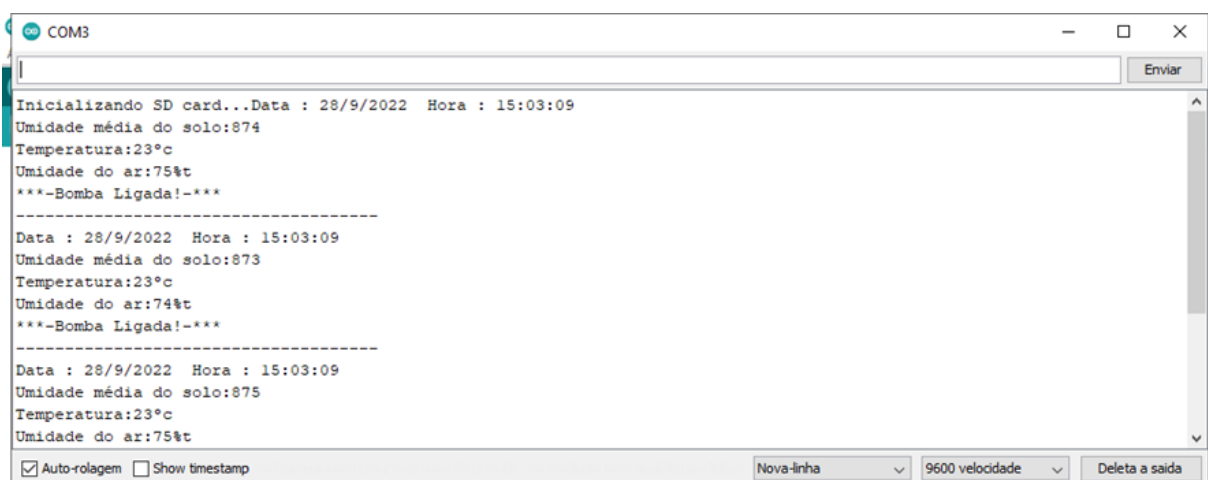 COM3
Enviar
Inicializando SD card...Data : 28/9/2022  Hora : 15:03:09
Umidade média do solo:874
Temperatura:23°c
Umidade do ar:75%t
***-Bomba Ligada!-***
-------------------------------------
Data : 28/9/2022  Hora : 15:03:09
Umidade média do solo:873
Temperatura:23°c
Umidade do ar:74%t
***-Bomba Ligada!-***
-------------------------------------
Data : 28/9/2022  Hora : 15:03:09
Umidade média do solo:875
Temperatura:23°c
Umidade do ar:75%t
Auto-rolagem Show timestamp Nova-linha 9600 velocidade Deleta a saida